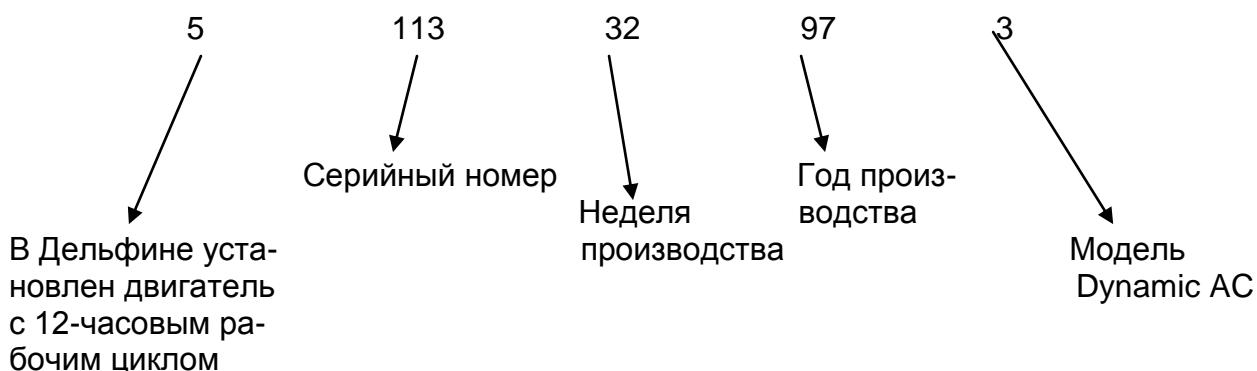 5 113 32 97 3
Серийный номер
Год произ-
водства
Неделя
производства
В Дельфине уста-
новлен двигатель
с 12-часовым ра-
бочим циклом
Модель
Dynamic AC